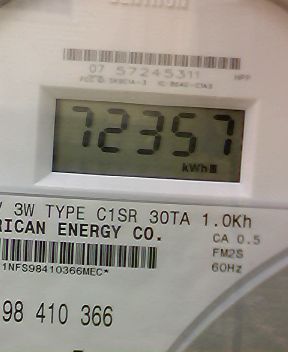 07 57245311 HPP
72357
kWh
V 3W TYPE C1SR 30TA 1.0Kh
RICAN ENERGY CO.
CA 0.5
FM2S
60Hz
1NFS98410366MEC*
98 410 366